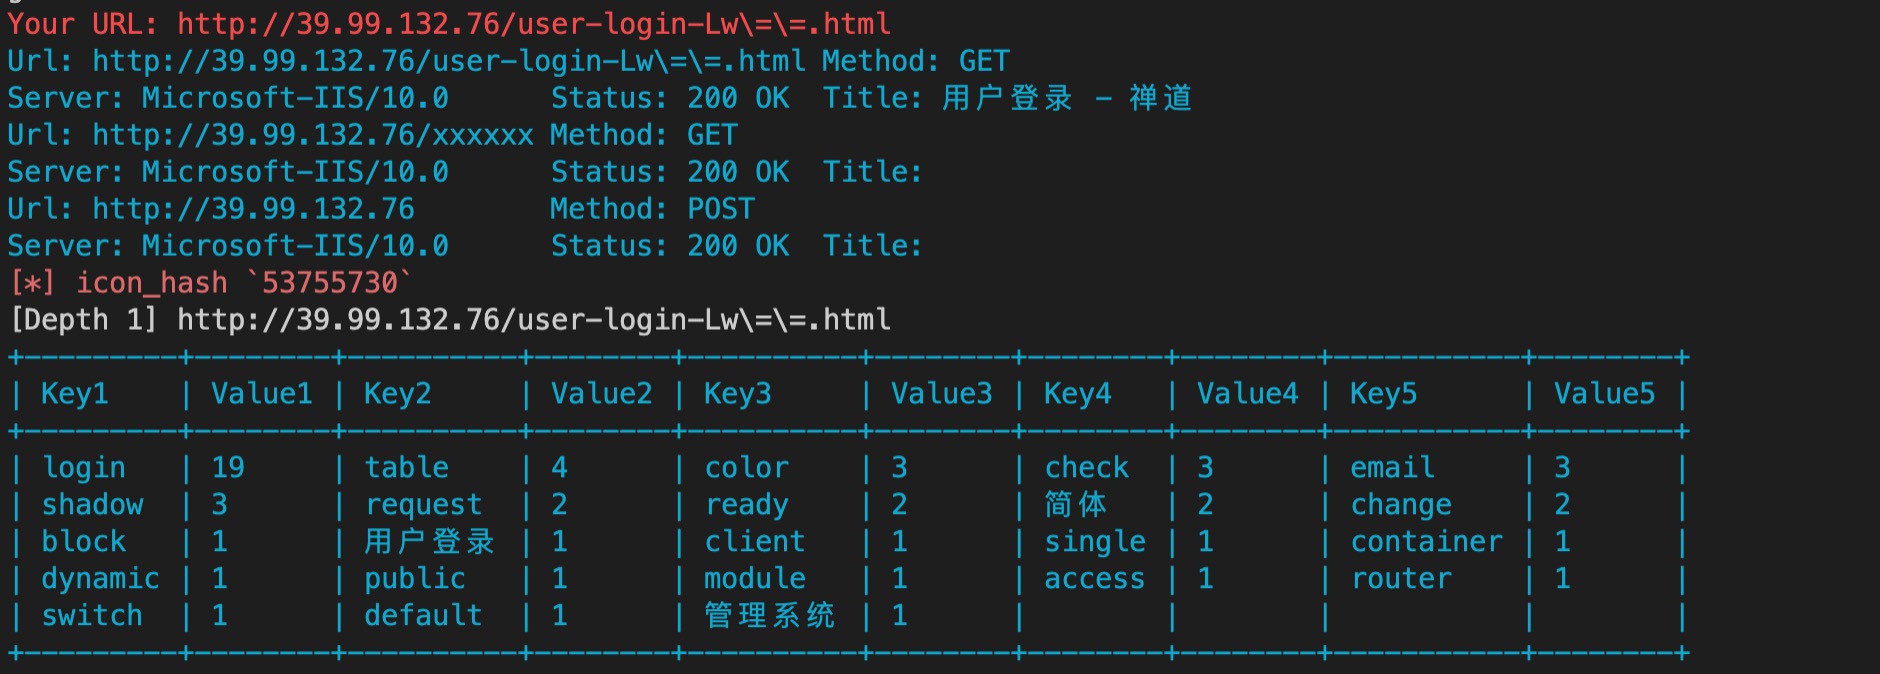 Your URL: http://39.99.132.76/user-login-Lw\=\=.html
Url: http://39.99.132.76/user-login-Lw\=\=.html Method: GET
Server: Microsoft-IIS/10.0 Status: 200 OK Title: 用户登录 - 禅道
Url: http://39.99.132.76/xxxxxx Method: GET
Server: Microsoft-IIS/10.0 Status: 200 OK Title:
Url: http://39.99.132.76 Method: POST
Server: Microsoft-IIS/10.0 Status: 200 OK Title:
[*] icon_hash `53755730`
[Depth 1] http://39.99.132.76/user-login-Lw\=\=.html
| Key1 | Value1 | Key2 | Value2 | Key3 | Value3 | Key4 | Value4 | Key5 | Value5 |
| login | 19 | table | 4 | color | 3 | check | 3 | email | 3 |
| shadow | 3 | request | 2 | ready | 2 | 简体 | 2 | change | 2 |
| block | 1 | 用户登录 | 1 | client | 1 | single | 1 | container | 1 |
| dynamic | 1 | public | 1 | module | 1 | access | 1 | router | 1 |
| switch | 1 | default | 1 | 管理系统 | 1 | | | | |